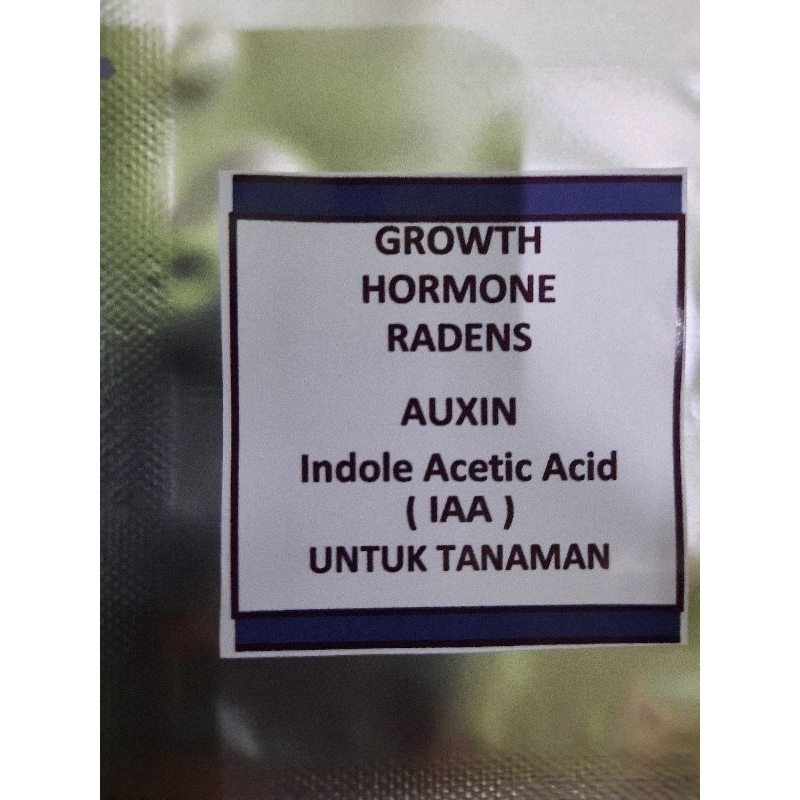 GROWTH
HORMONE
RADENS
AUXIN
Indole Acetic Acid
( IAA )
UNTUK TANAMAN